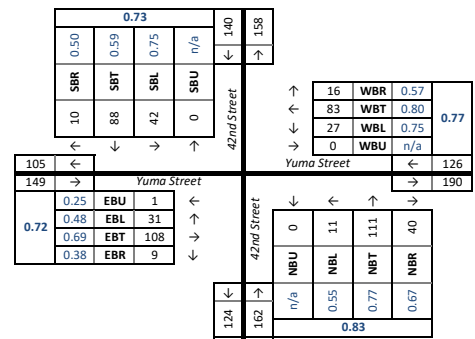 0.73
0.50 0.59 0.75 n/a
SBR SBT SBL SBU
10 88 42 0
← ↓ → ↑
140 158
↓ ↑
42nd Street
↑ 16 WBR 0.57
← 83 WBT 0.80
↓ 27 WBL 0.75
→ 0 WBU n/a
0.77
105 ←
Yuma Street
← 126
149 →
Yuma Street
→ 190
0.72
0.25 EBU 1 ←
0.48 EBL 31 ↑
0.69 EBT 108 →
0.38 EBR 9 ↓
42nd Street
↓ ← ↑ →
0 11 111 40
NBU NBL NBT NBR
n/a 0.55 0.77 0.67
0.83
↓ ↑
124 162